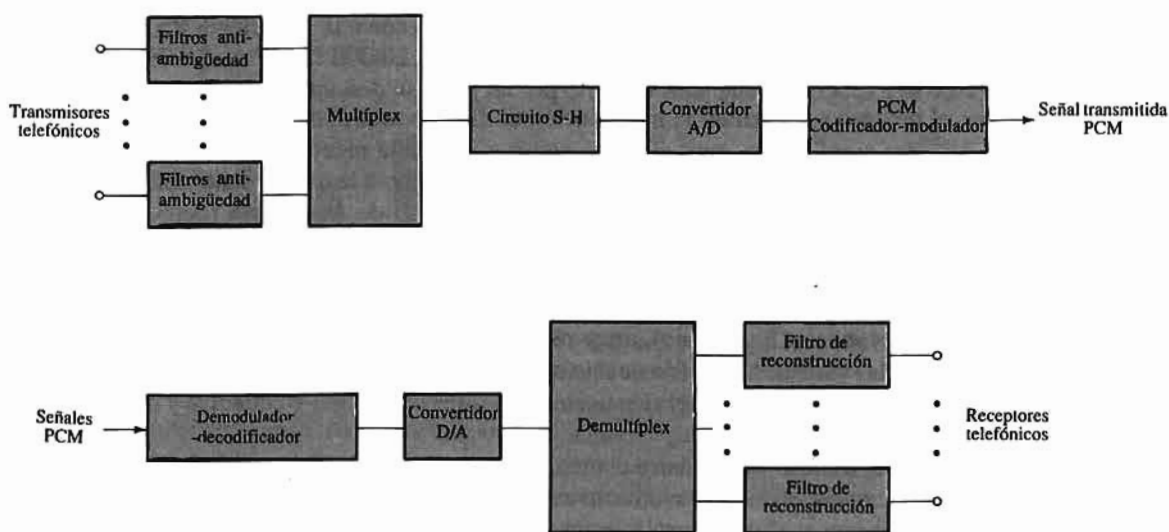 Filtros anti-
ambigüedad
Transmisores
telefónicos
Filtros anti-
ambigüedad
Multíplex
Circuito S-H
Convertidor
A/D
PCM
Codificador-modulador
Señal transmitida
PCM
Señales
PCM
Demodulador
-decodificador
Convertidor
D/A
Demultíplex
Filtro de
reconstrucción
Receptores
telefónicos
Filtro de
reconstrucción